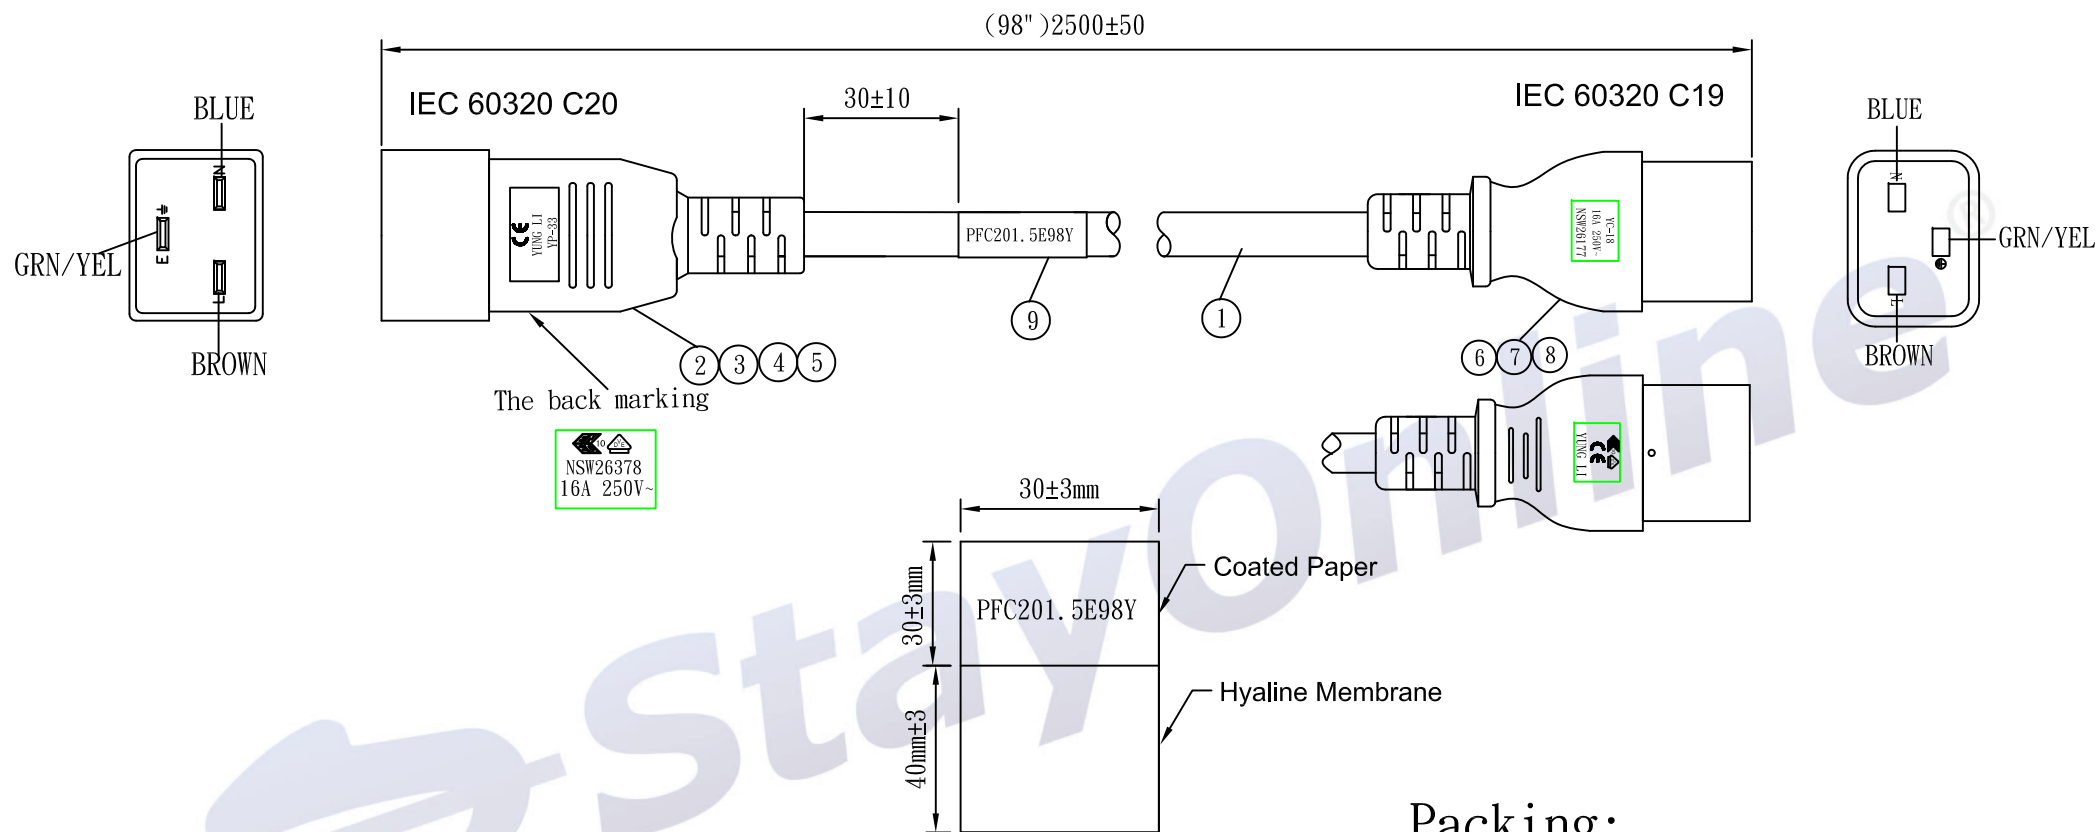 (98")2500±50
IEC 60320 C20
30±10
IEC 60320 C19
BLUE
BLUE
N
E
L
GRN/YEL
BROWN
CE
YUNG LI
YP-33
PFC201.5E98Y
YC-18
16A 250V~
NSW26177
N
L
GRN/YEL
BROWN
9
1
2
3
4
5
6
7
8
The back marking
10
NSW26378
16A 250V~
CE
YUNG LI
30±3mm
30±3mm
PFC201.5E98Y
Coated Paper
40mm±3
Hyaline Membrane
StayOnline®
Packing: